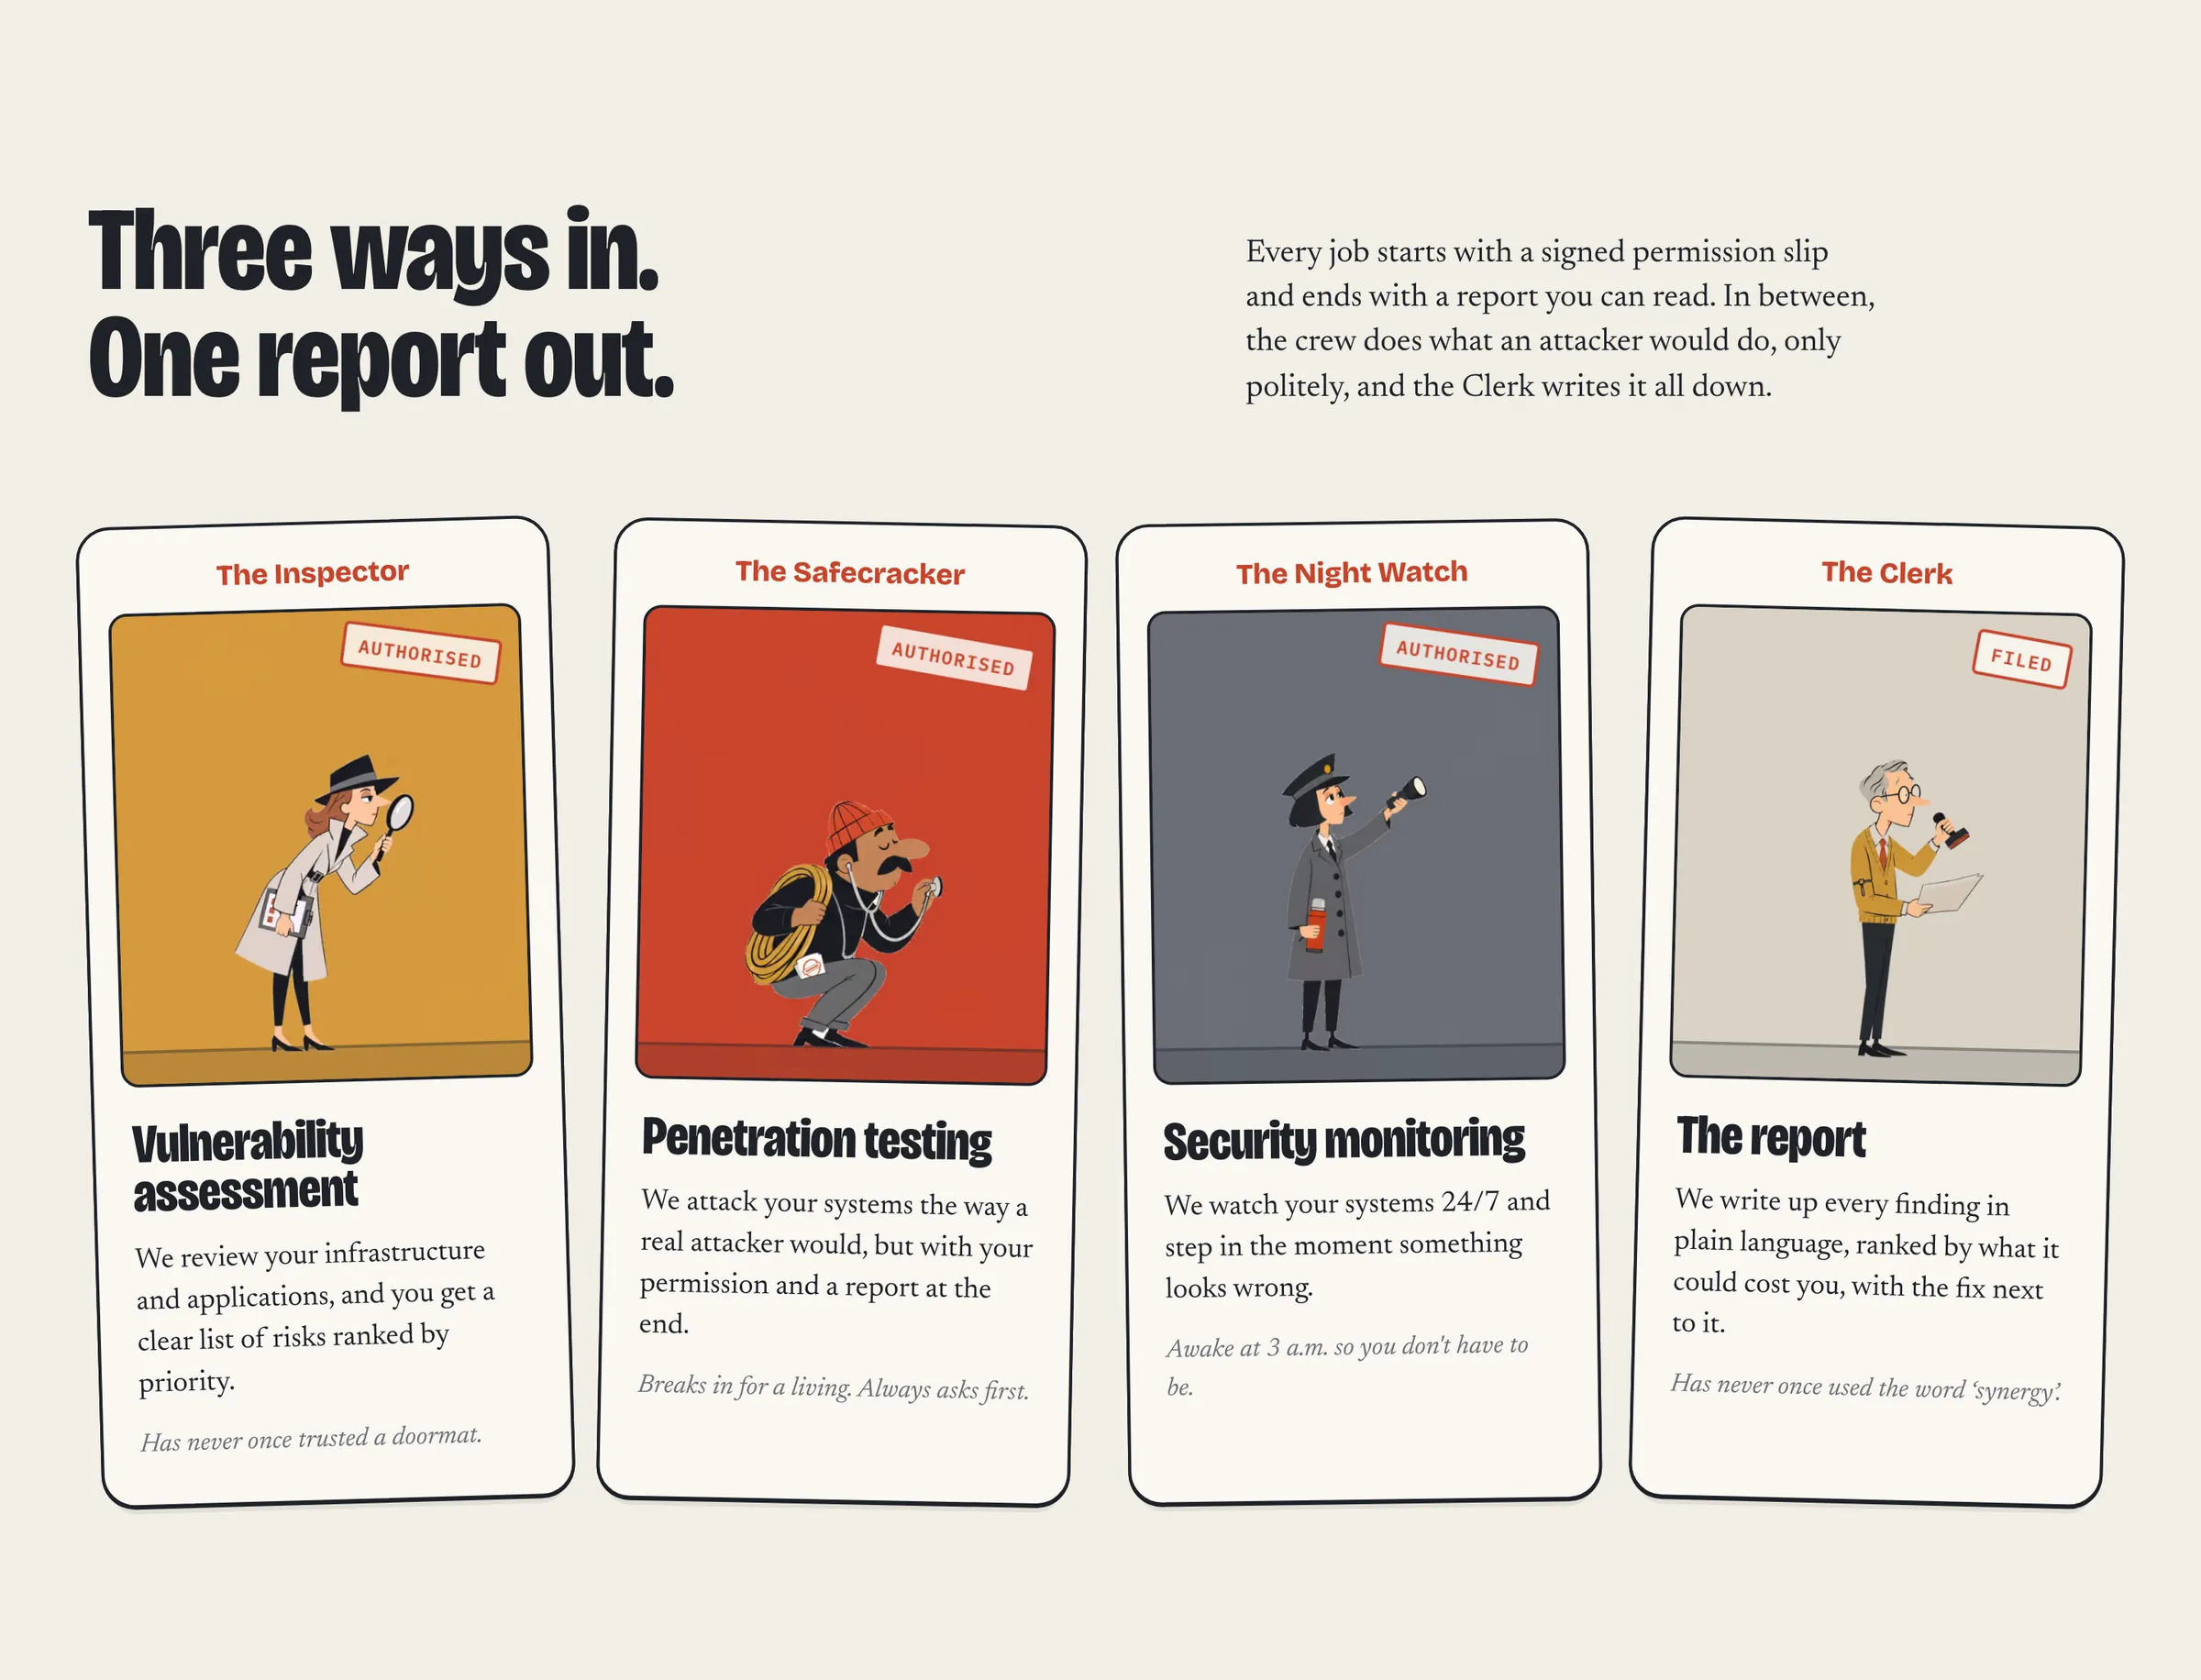 Three ways in.
One report out.
Every job starts with a signed permission slip
and ends with a report you can read. In between,
the crew does what an attacker would do, only
politely, and the Clerk writes it all down.
The Inspector
AUTHORISED
Vulnerability
assessment
We review your infrastructure
and applications, and you get a
clear list of risks ranked by
priority.
Has never once trusted a doormat.
The Safecracker
AUTHORISED
Penetration testing
We attack your systems the way a
real attacker would, but with your
permission and a report at the
end.
Breaks in for a living. Always asks first.
The Night Watch
AUTHORISED
Security monitoring
We watch your systems 24/7 and
step in the moment something
looks wrong.
Awake at 3 a.m. so you don't have to
be.
The Clerk
FILED
The report
We write up every finding in
plain language, ranked by what it
could cost you, with the fix next
to it.
Has never once used the word ‘synergy’.